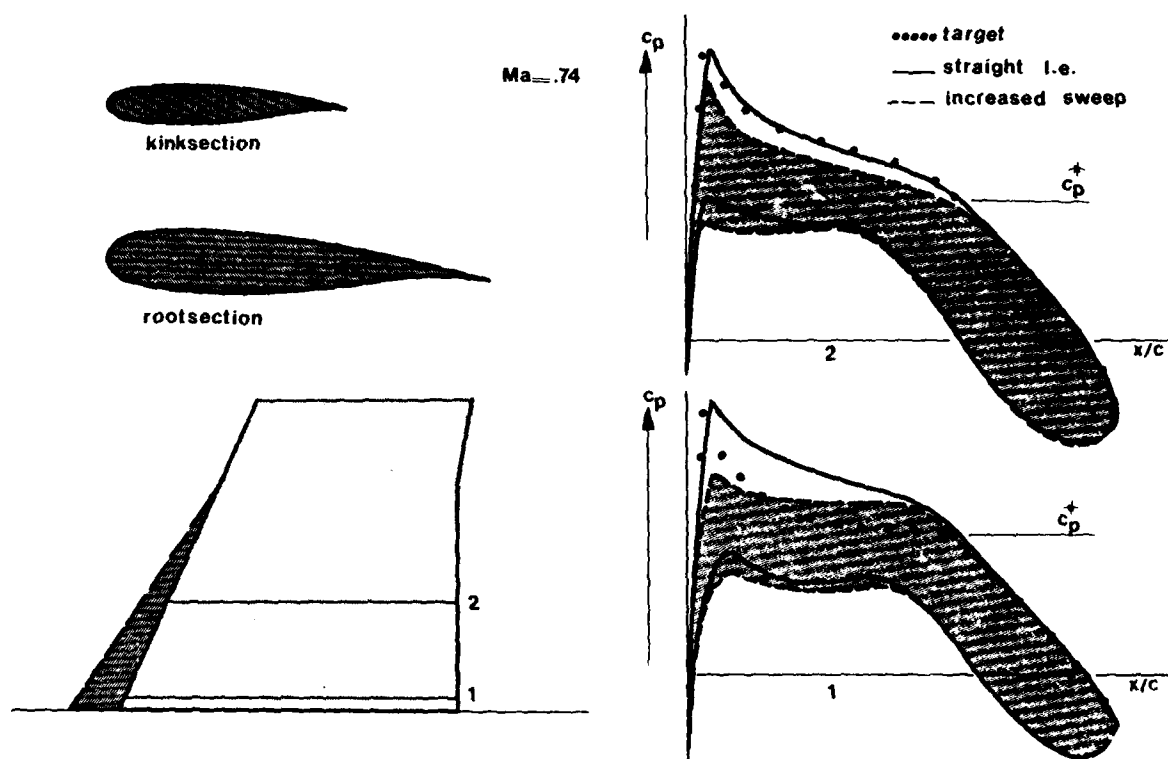 Ma=.74
kinksection
rootsection
2
1
cp
••••• target
— straight l.e.
--- increased sweep
cp+
2
x/c
cp
cp+
1
x/c